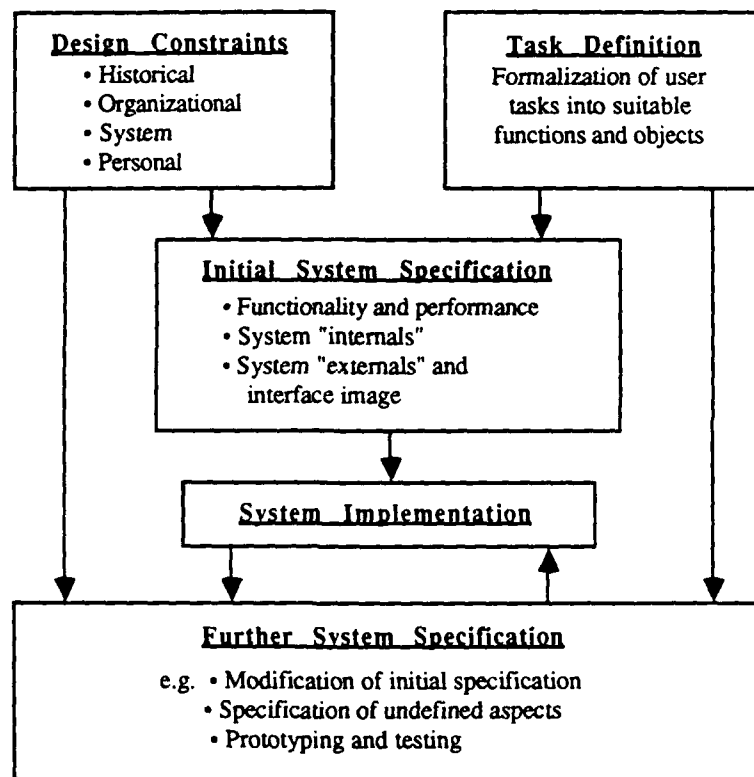 Design Constraints
• Historical
• Organizational
• System
• Personal
Task Definition
Formalization of user
tasks into suitable
functions and objects
Initial System Specification
• Functionality and performance
• System "internals"
• System "externals" and
interface image
System Implementation
Further System Specification
e.g. • Modification of initial specification
• Specification of undefined aspects
• Prototyping and testing